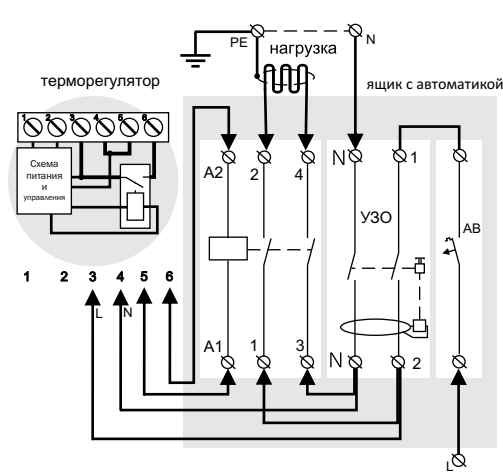 PE
N
нагрузка
терморегулятор
ящик с автоматикой
1 2 3 4 5 6
Схема
питания
и
управления
A2 2 4 N 1
УЗО
АВ
1 2 3 4 5 6
L N
A1 1 3 N 2
L